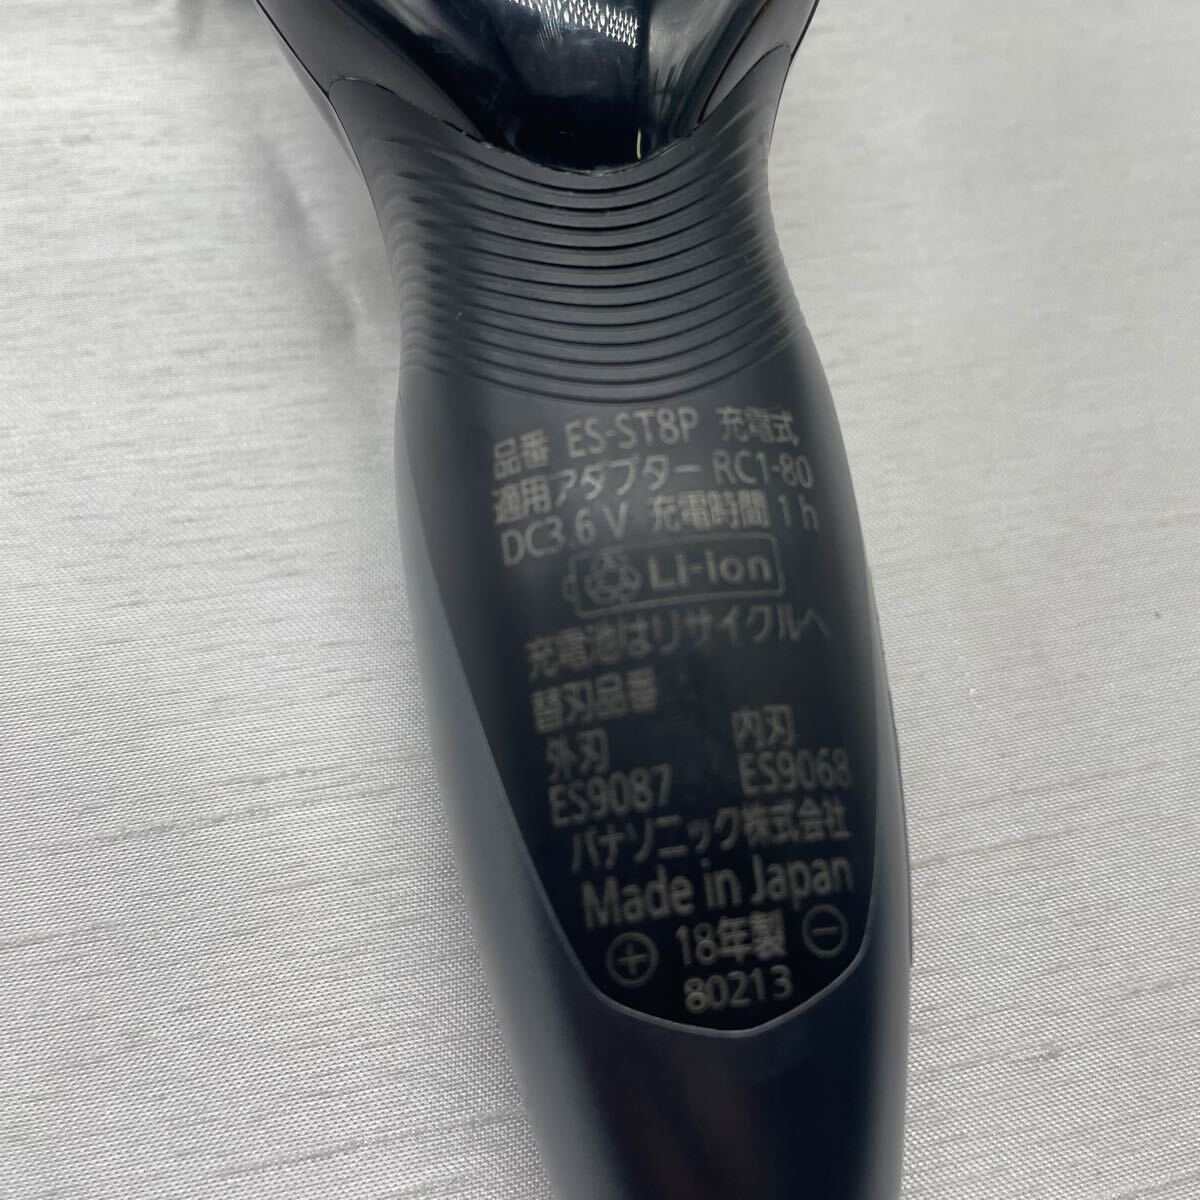 品番 ES-ST8P 充電式
適用アダプター RC1-80
DC3.6V 充電時間 1h
Li-ion
充電池はリサイクルへ
替刃品番
外刃 内刃
ES9087 ES9068
パナソニック株式会社
Made in Japan
18年製
80213